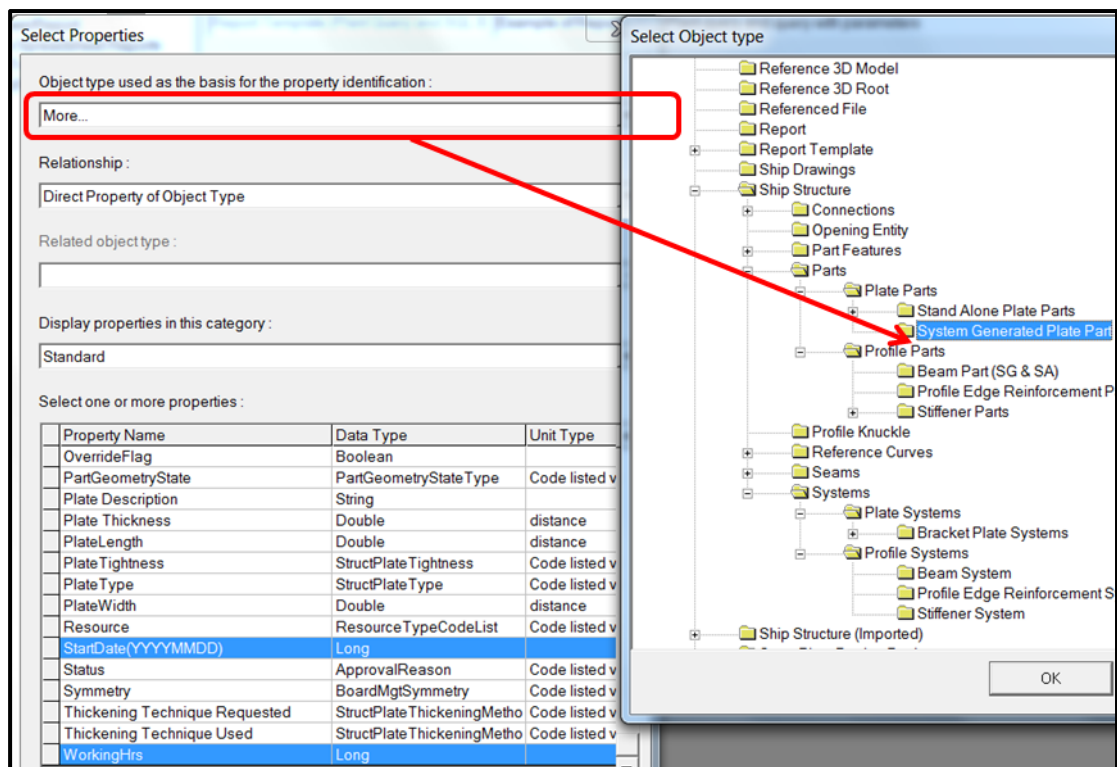 Select Properties
Object type used as the basis for the property identification :
More...
Relationship :
Direct Property of Object Type
Related object type :
Display properties in this category :
Standard
Select one or more properties :
Property Name Data Type Unit Type
OverrideFlag Boolean
PartGeometryState PartGeometryStateType Code listed v
Plate Description String
Plate Thickness Double distance
PlateLength Double distance
PlateTightness StructPlateTightness Code listed v
PlateType StructPlateType Code listed v
PlateWidth Double distance
Resource ResourceTypeCodeList Code listed v
StartDate(YYYYMMDD) Long
Status ApprovalReason Code listed v
Symmetry BoardMgtSymmetry Code listed v
Thickening Technique Requested StructPlateThickeningMetho Code listed v
Thickening Technique Used StructPlateThickeningMetho Code listed v
WorkingHrs Long
Select Object type
Reference 3D Model
Reference 3D Root
Referenced File
Report
Report Template
Ship Drawings
Ship Structure
Connections
Opening Entity
Part Features
Parts
Plate Parts
Stand Alone Plate Parts
System Generated Plate Part
Profile Parts
Beam Part (SG & SA)
Profile Edge Reinforcement P
Stiffener Parts
Profile Knuckle
Reference Curves
Seams
Systems
Plate Systems
Bracket Plate Systems
Profile Systems
Beam System
Profile Edge Reinforcement S
Stiffener System
Ship Structure (Imported)
OK